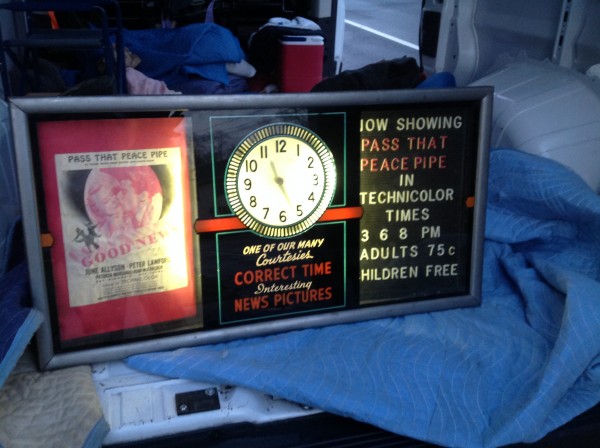 PASS THAT PEACE PIPE
GOOD NEWS
JUNE ALLYSON · PETER LAWFORD
11 12 1
10 2
9 3
8 4
7 6 5
ONE OF OUR MANY
Courtesies
CORRECT TIME
Interesting
NEWS PICTURES
NOW SHOWING
PASS THAT
PEACE PIPE
IN
TECHNICOLOR
TIMES
3 6 8 PM
ADULTS 75c
CHILDREN FREE